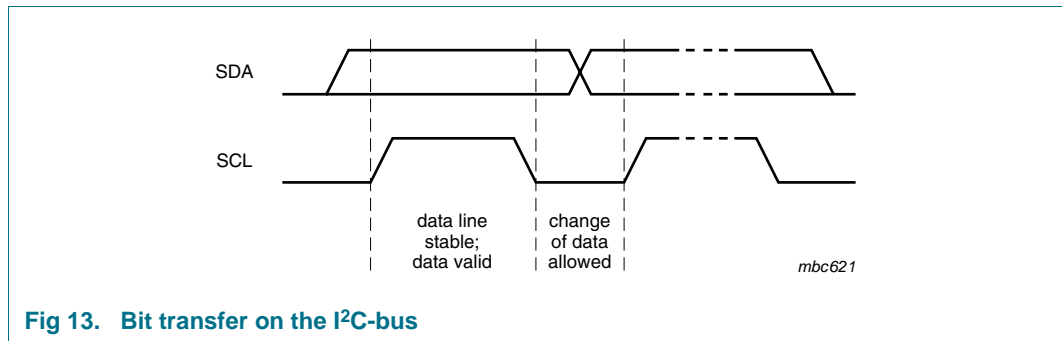 SDA
SCL
data line
stable;
data valid
change
of data
allowed
mbc621
Fig 13. Bit transfer on the I²C-bus